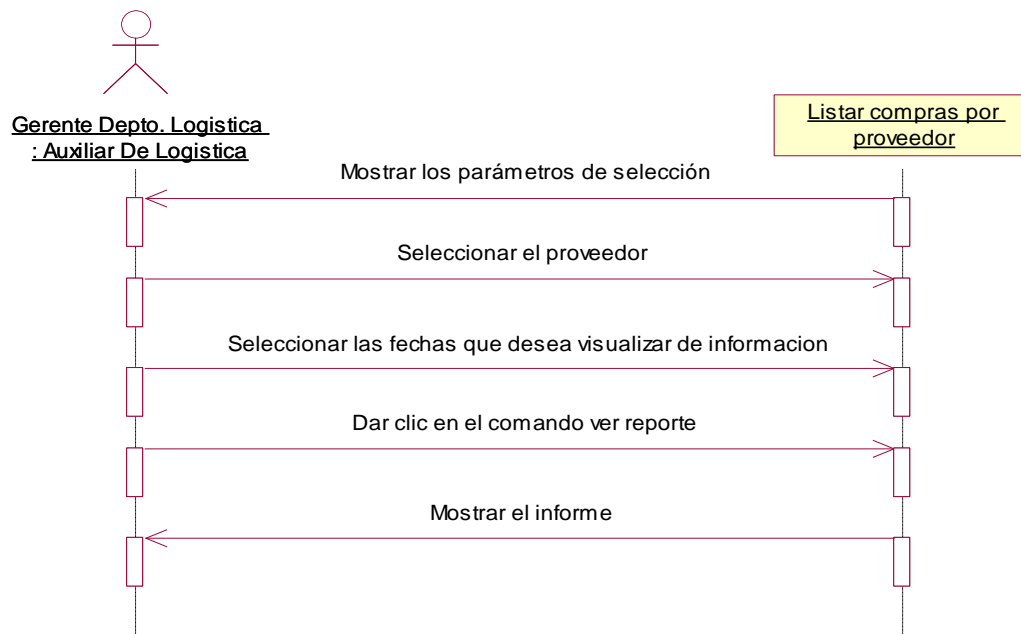 Gerente Depto. Logistica
: Auxiliar De Logistica
Listar compras por
proveedor
Mostrar los parámetros de selección
Seleccionar el proveedor
Seleccionar las fechas que desea visualizar de informacion
Dar clic en el comando ver reporte
Mostrar el informe